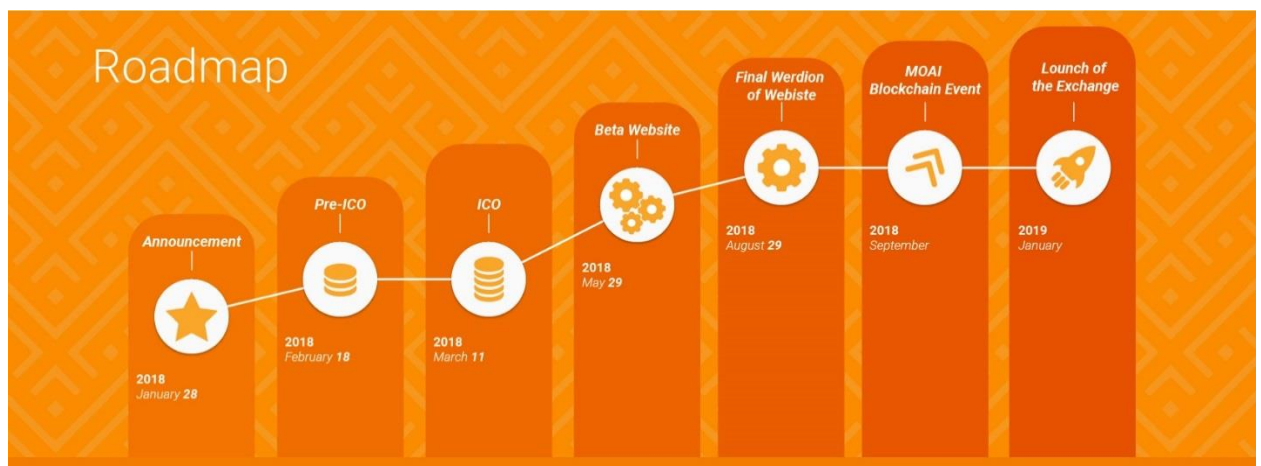 Roadmap
Announcement
2018
January 28
Pre-ICO
2018
February 18
ICO
2018
March 11
Beta Website
2018
May 29
Final Werdion
of Webiste
2018
August 29
MOAI
Blockchain Event
2018
September
Lounch of
the Exchange
2019
January